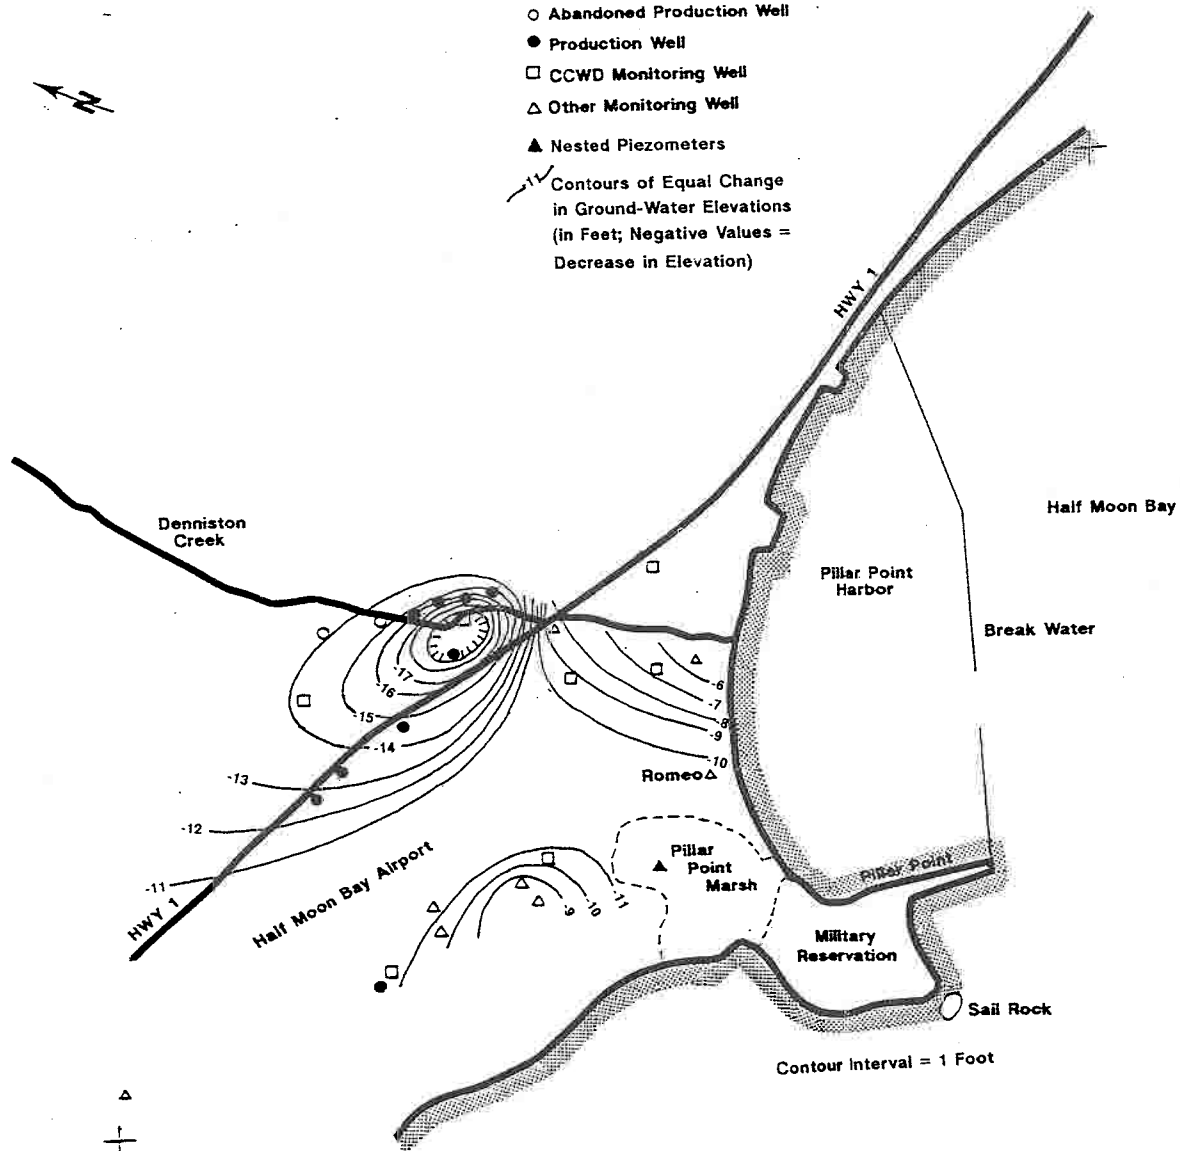 Abandoned Production Well
Production Well
CCWD Monitoring Well
Other Monitoring Well
Nested Piezometers
-11
Contours of Equal Change
in Ground-Water Elevations
(in Feet; Negative Values =
Decrease in Elevation)
N
HWY 1
Half Moon Bay
Denniston
Creek
Pillar Point
Harbor
Break Water
-17
-16
-15
-14
-13
-12
-11
-6
-7
-8
-9
-10
Romeo
Pillar
Point
Marsh
Pillar Point
Half Moon Bay Airport
HWY 1
-9
-10
-11
Military
Reservation
Sail Rock
Contour Interval = 1 Foot